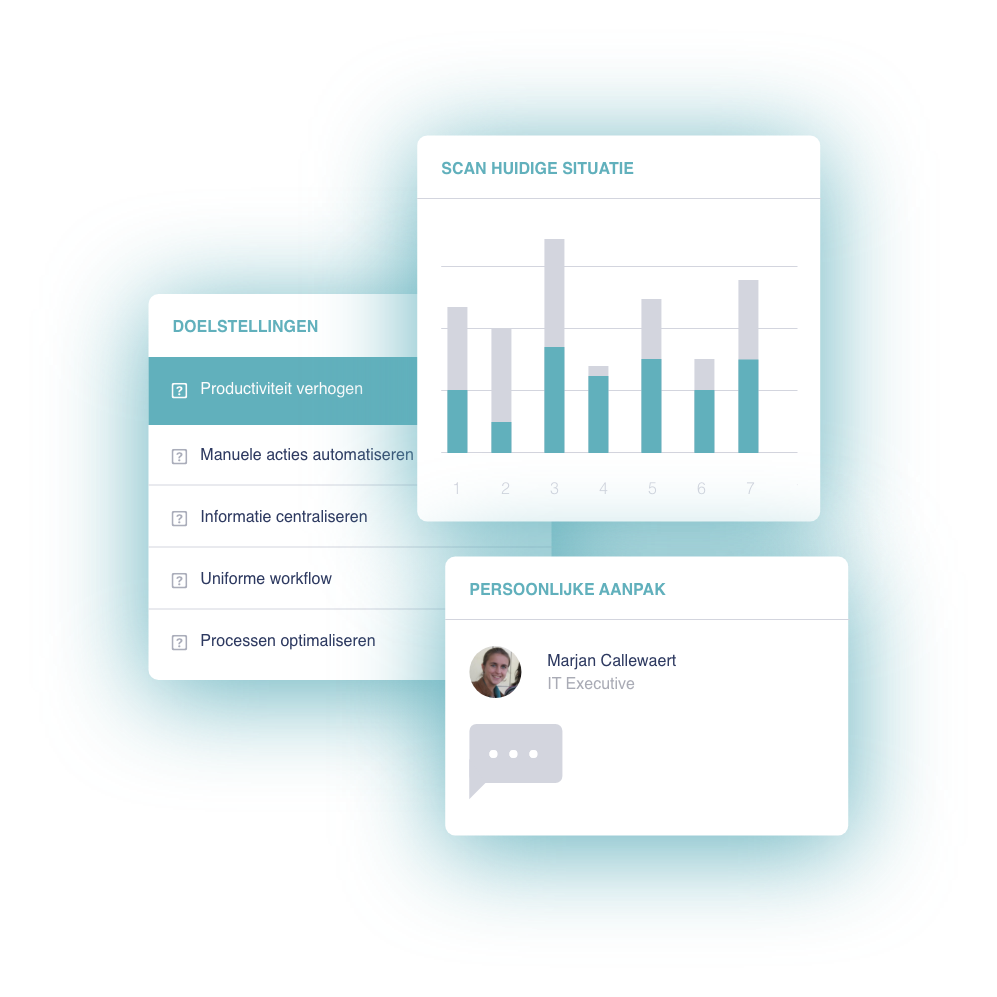 SCAN HUIDIGE SITUATIE
1 2 3 4 5 6 7
DOELSTELLINGEN
Productiviteit verhogen
Manuele acties automatiseren
Informatie centraliseren
Uniforme workflow
Processen optimaliseren
PERSOONLIJKE AANPAK
Marjan Callewaert
IT Executive